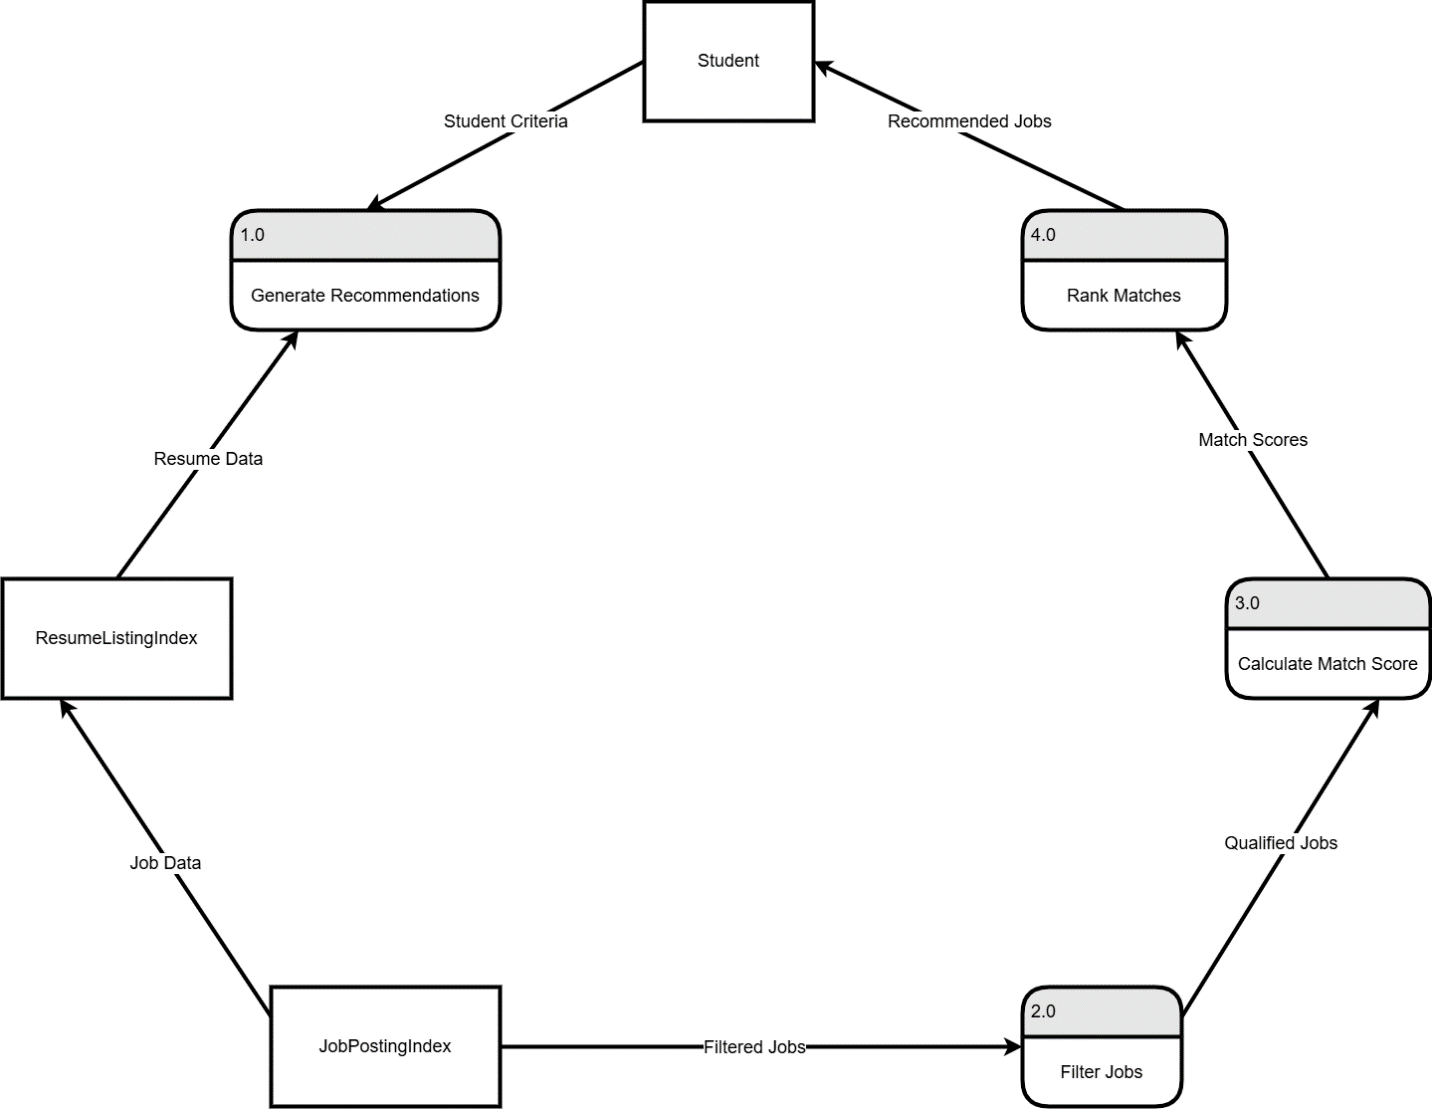 Student
Student Criteria
Recommended Jobs
1.0
Generate Recommendations
4.0
Rank Matches
Match Scores
Resume Data
3.0
Calculate Match Score
ResumeListingIndex
Qualified Jobs
Job Data
2.0
Filter Jobs
JobPostingIndex
Filtered Jobs